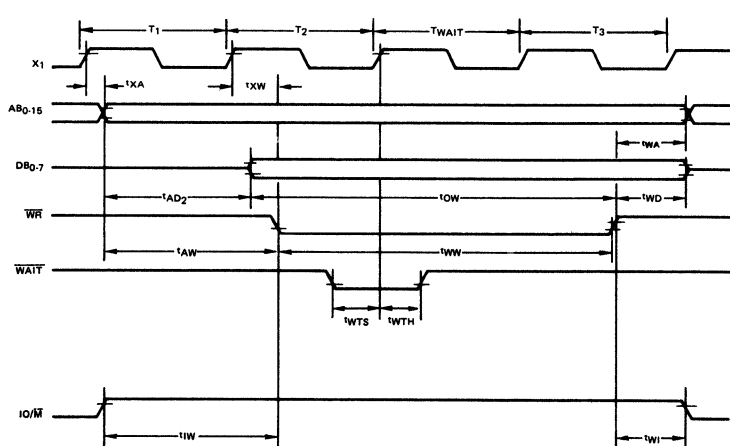 T1 T2 TWAIT T3
X1
tXA tXW
AB0-15
tWA
DB0-7
tAD2 tOW tWD
WR
tAW tWW
WAIT
tWTS tWTH
IO/M
tIW tWI